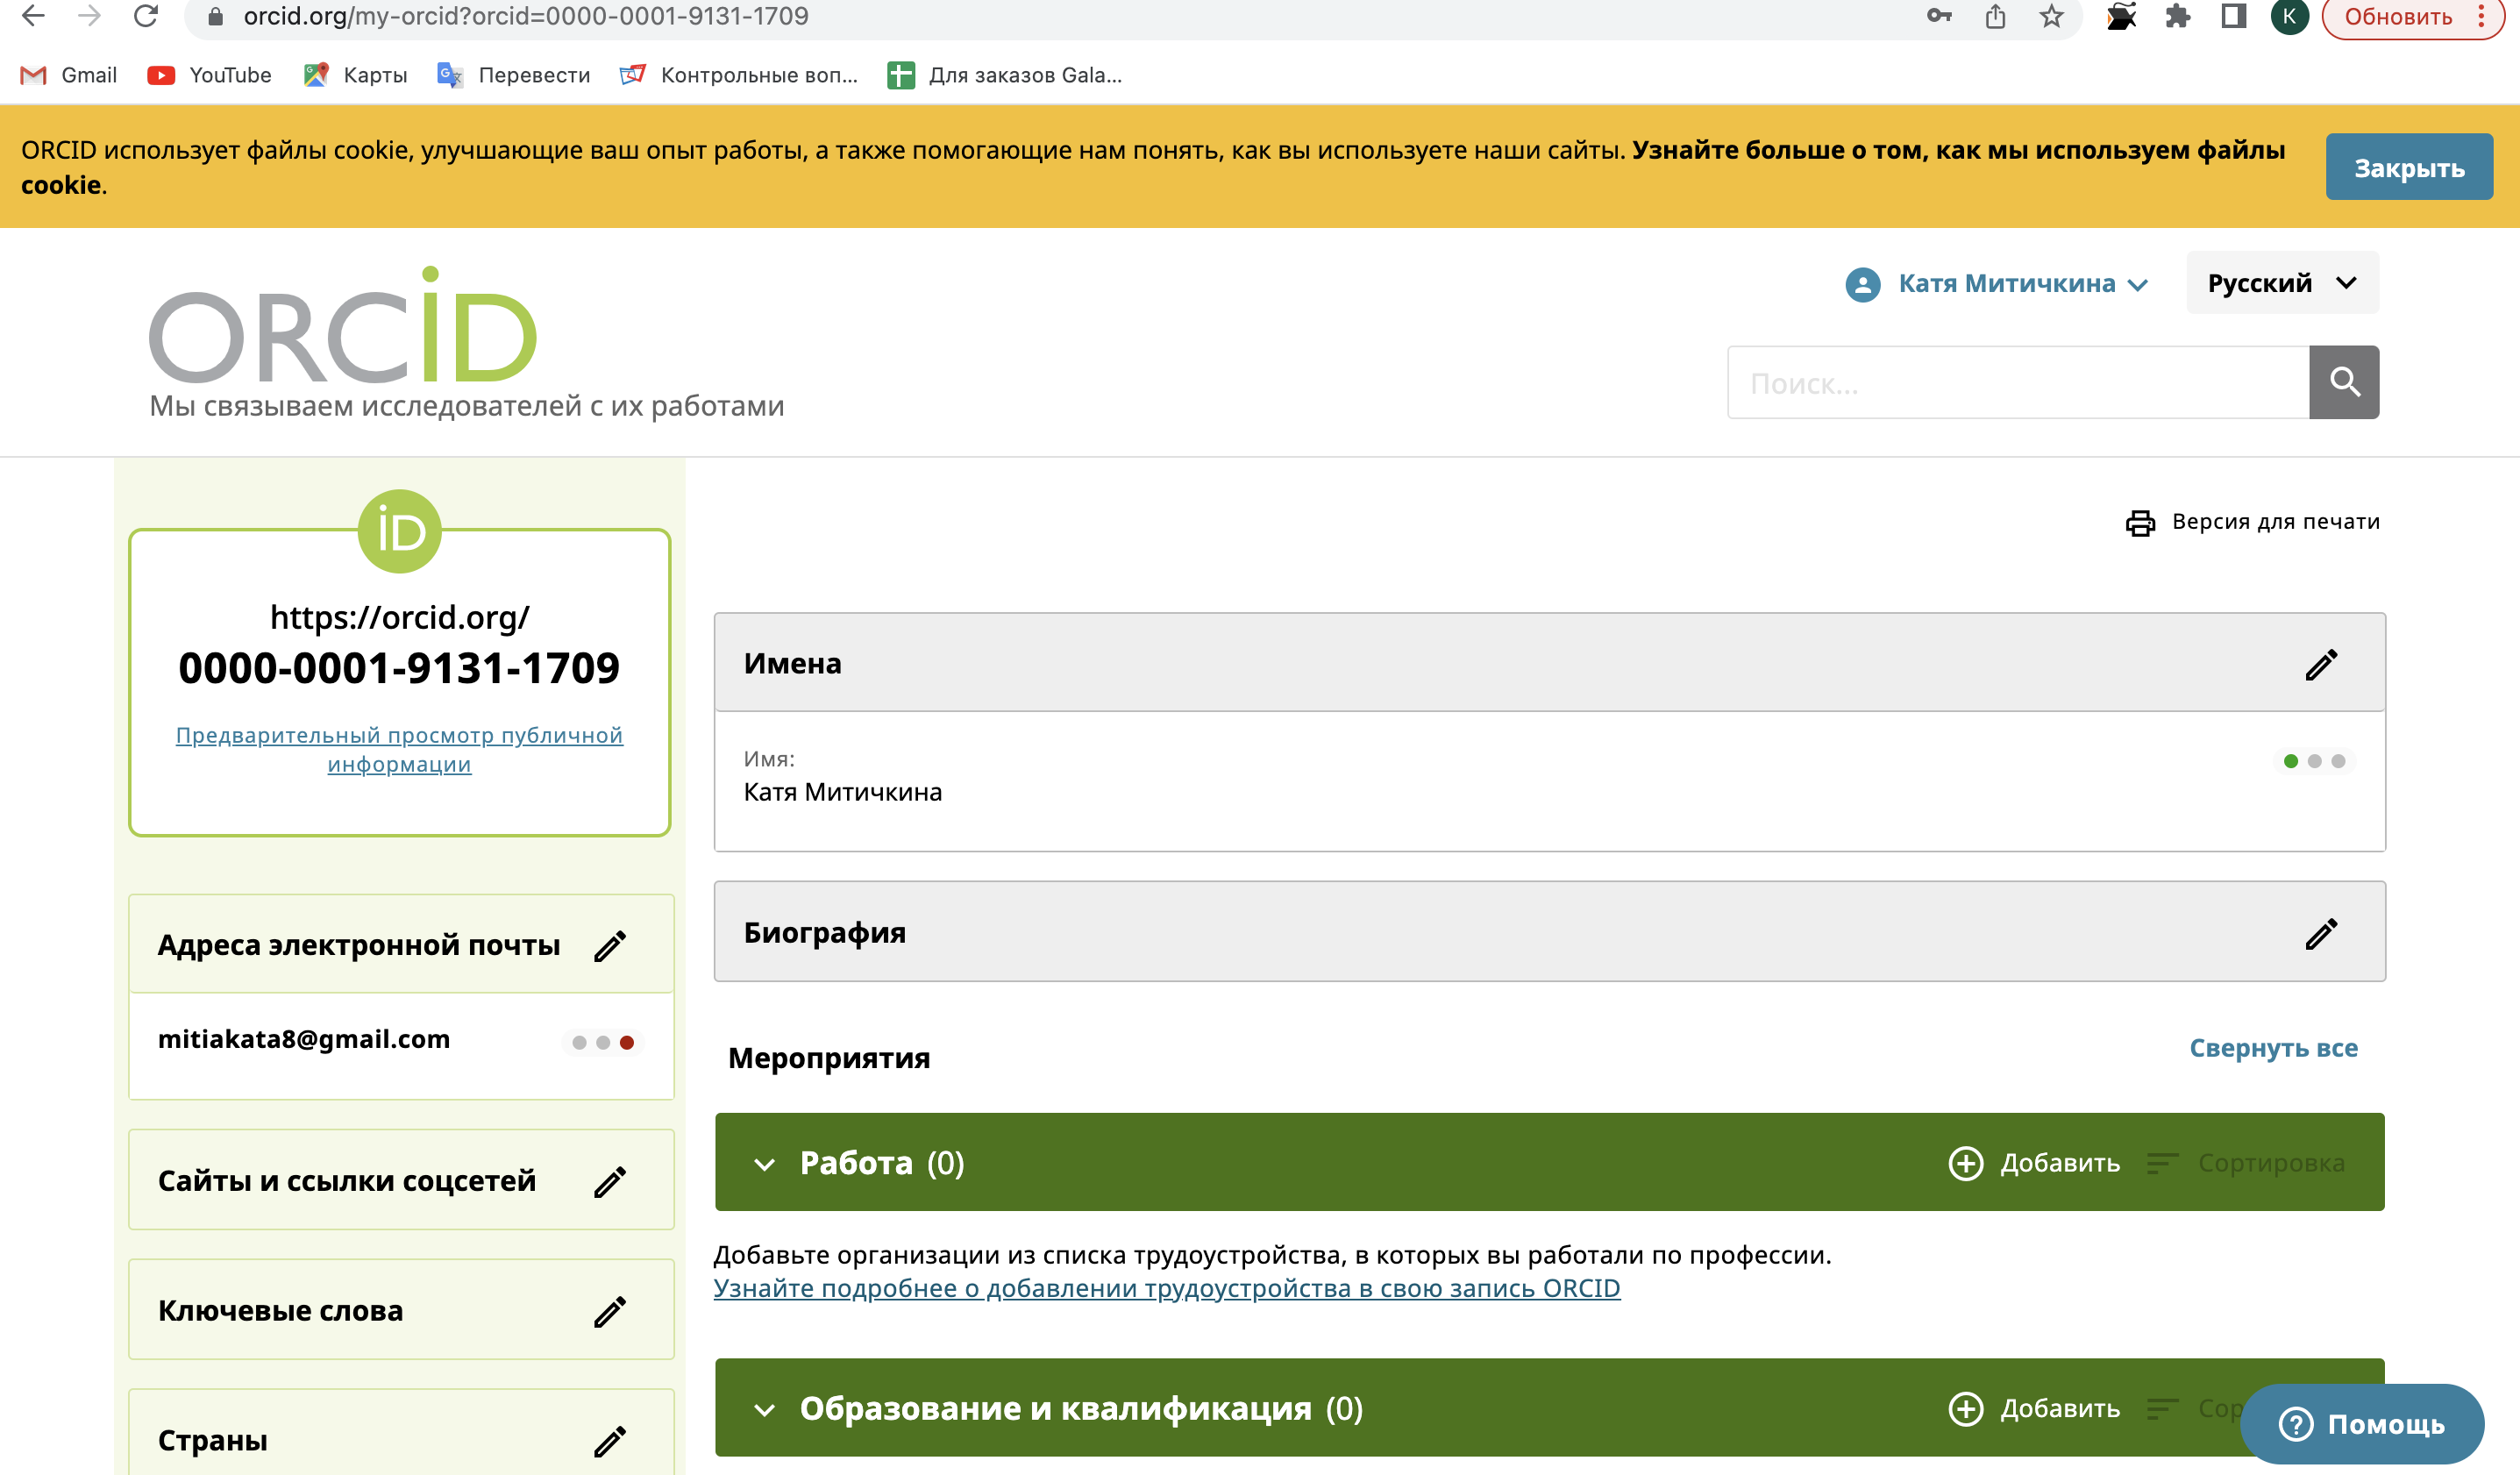 orcid.org/my-orcid?orcid=0000-0001-9131-1709
K
Обновить
Gmail
YouTube
Карты
Перевести
Контрольные воп...
Для заказов Gala...
ORCID использует файлы cookie, улучшающие ваш опыт работы, а также помогающие нам понять, как вы используете наши сайты. Узнайте больше о том, как мы используем файлы
cookie.
Закрыть
Катя Митичкина
Русский
ORCID
Мы связываем исследователей с их работами
Поиск...
iD
https://orcid.org/
0000-0001-9131-1709
Предварительный просмотр публичной
информации
Адреса электронной почты
mitiakata8@gmail.com
Сайты и ссылки соцсетей
Ключевые слова
Страны
Версия для печати
Имена
Имя:
Катя Митичкина
Биография
Мероприятия
Свернуть все
Работа (0)
Добавить
Сортировка
Добавьте организации из списка трудоустройства, в которых вы работали по профессии.
Узнайте подробнее о добавлении трудоустройства в свою запись ORCID
Образование и квалификация (0)
Добавить
Сор
Помощь